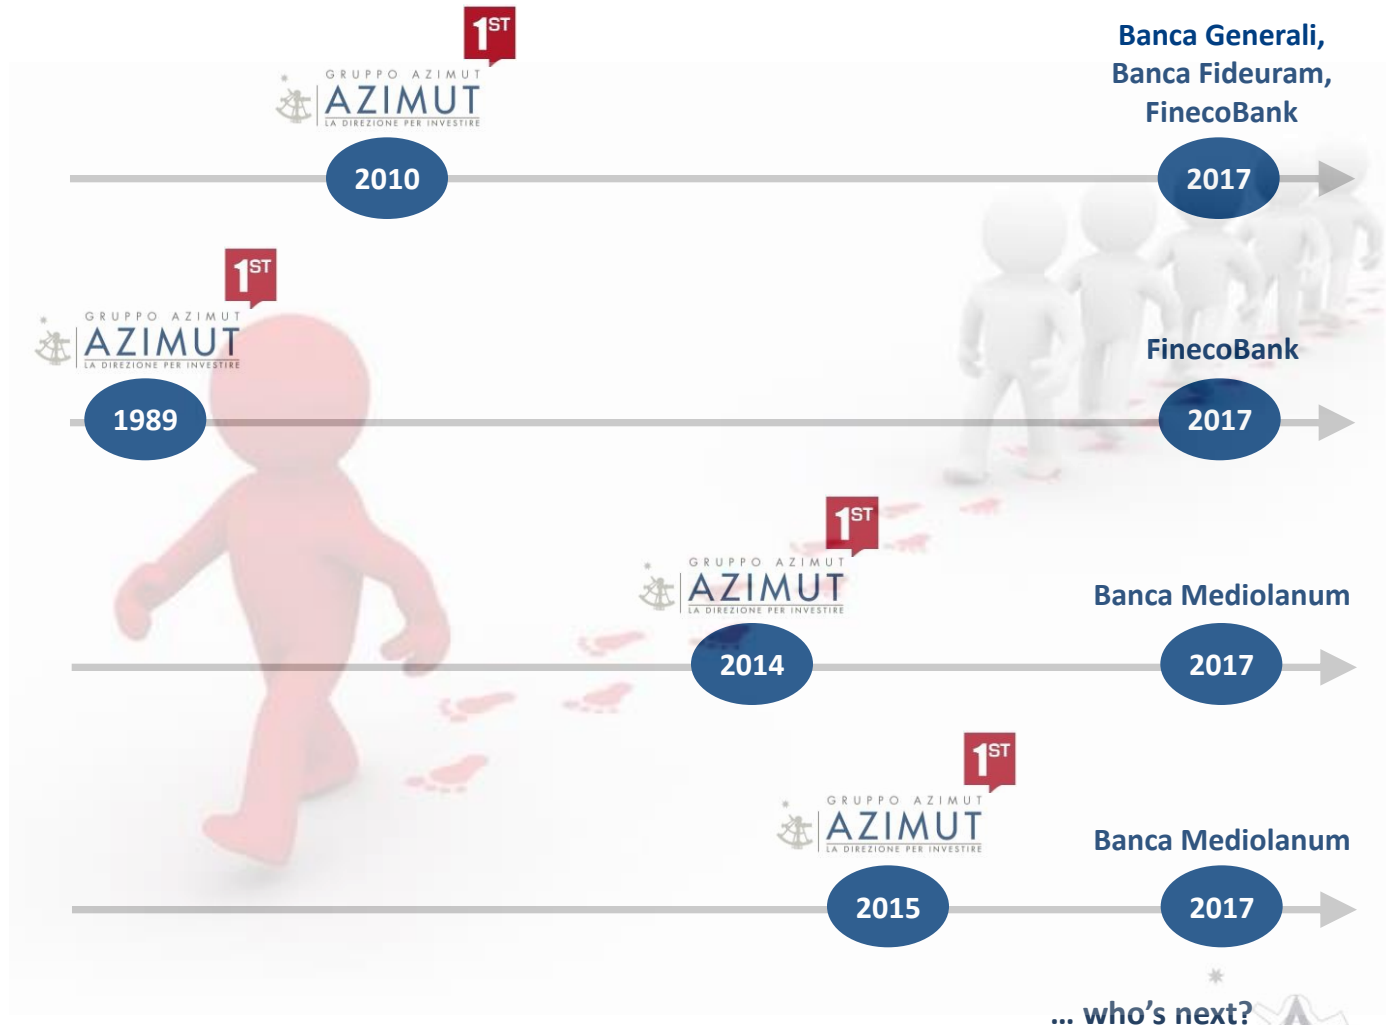 1ST
GRUPPO AZIMUT
AZIMUT
LA DIREZIONE PER INVESTIRE
Banca Generali,
Banca Fideuram,
FinecoBank
2010
2017
1ST
GRUPPO AZIMUT
AZIMUT
LA DIREZIONE PER INVESTIRE
FinecoBank
1989
2017
1ST
GRUPPO AZIMUT
AZIMUT
LA DIREZIONE PER INVESTIRE
Banca Mediolanum
2014
2017
1ST
GRUPPO AZIMUT
AZIMUT
LA DIREZIONE PER INVESTIRE
Banca Mediolanum
2015
2017
... who's next?